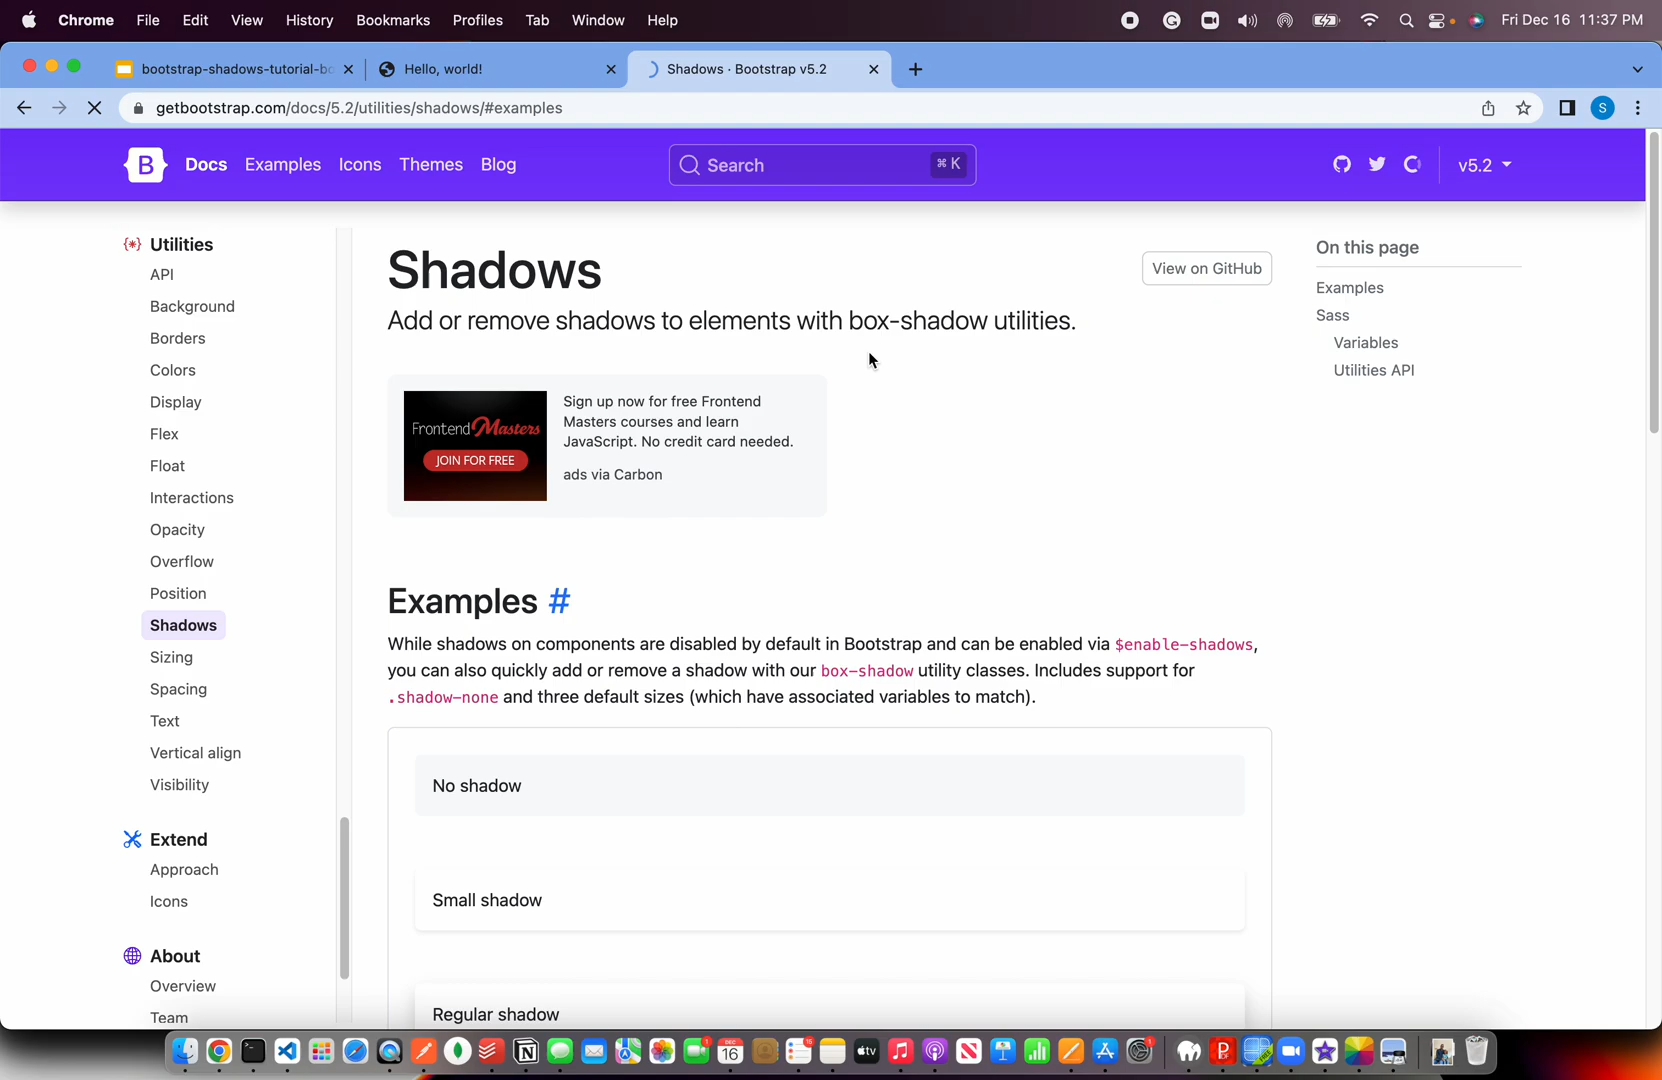 Chrome File Edit View History Bookmarks Profiles Tab Window Help Fri Dec 16 11:37 PM
bootstrap-shadows-tutorial-bo Hello, world! Shadows · Bootstrap v5.2
getbootstrap.com/docs/5.2/utilities/shadows/#examples S
B Docs Examples Icons Themes Blog Search ⌘ K v5.2
Utilities
API
Background
Borders
Colors
Display
Flex
Float
Interactions
Opacity
Overflow
Position
Shadows
Sizing
Spacing
Text
Vertical align
Visibility
Extend
Approach
Icons
About
Overview
Team
Shadows
View on GitHub
Add or remove shadows to elements with box-shadow utilities.
Frontend Masters
JOIN FOR FREE
Sign up now for free Frontend
Masters courses and learn
JavaScript. No credit card needed.
ads via Carbon
Examples #
While shadows on components are disabled by default in Bootstrap and can be enabled via $enable-shadows,
you can also quickly add or remove a shadow with our box-shadow utility classes. Includes support for
.shadow-none and three default sizes (which have associated variables to match).
No shadow
Small shadow
Regular shadow
On this page
Examples
Sass
Variables
Utilities API
DEC
16
tv